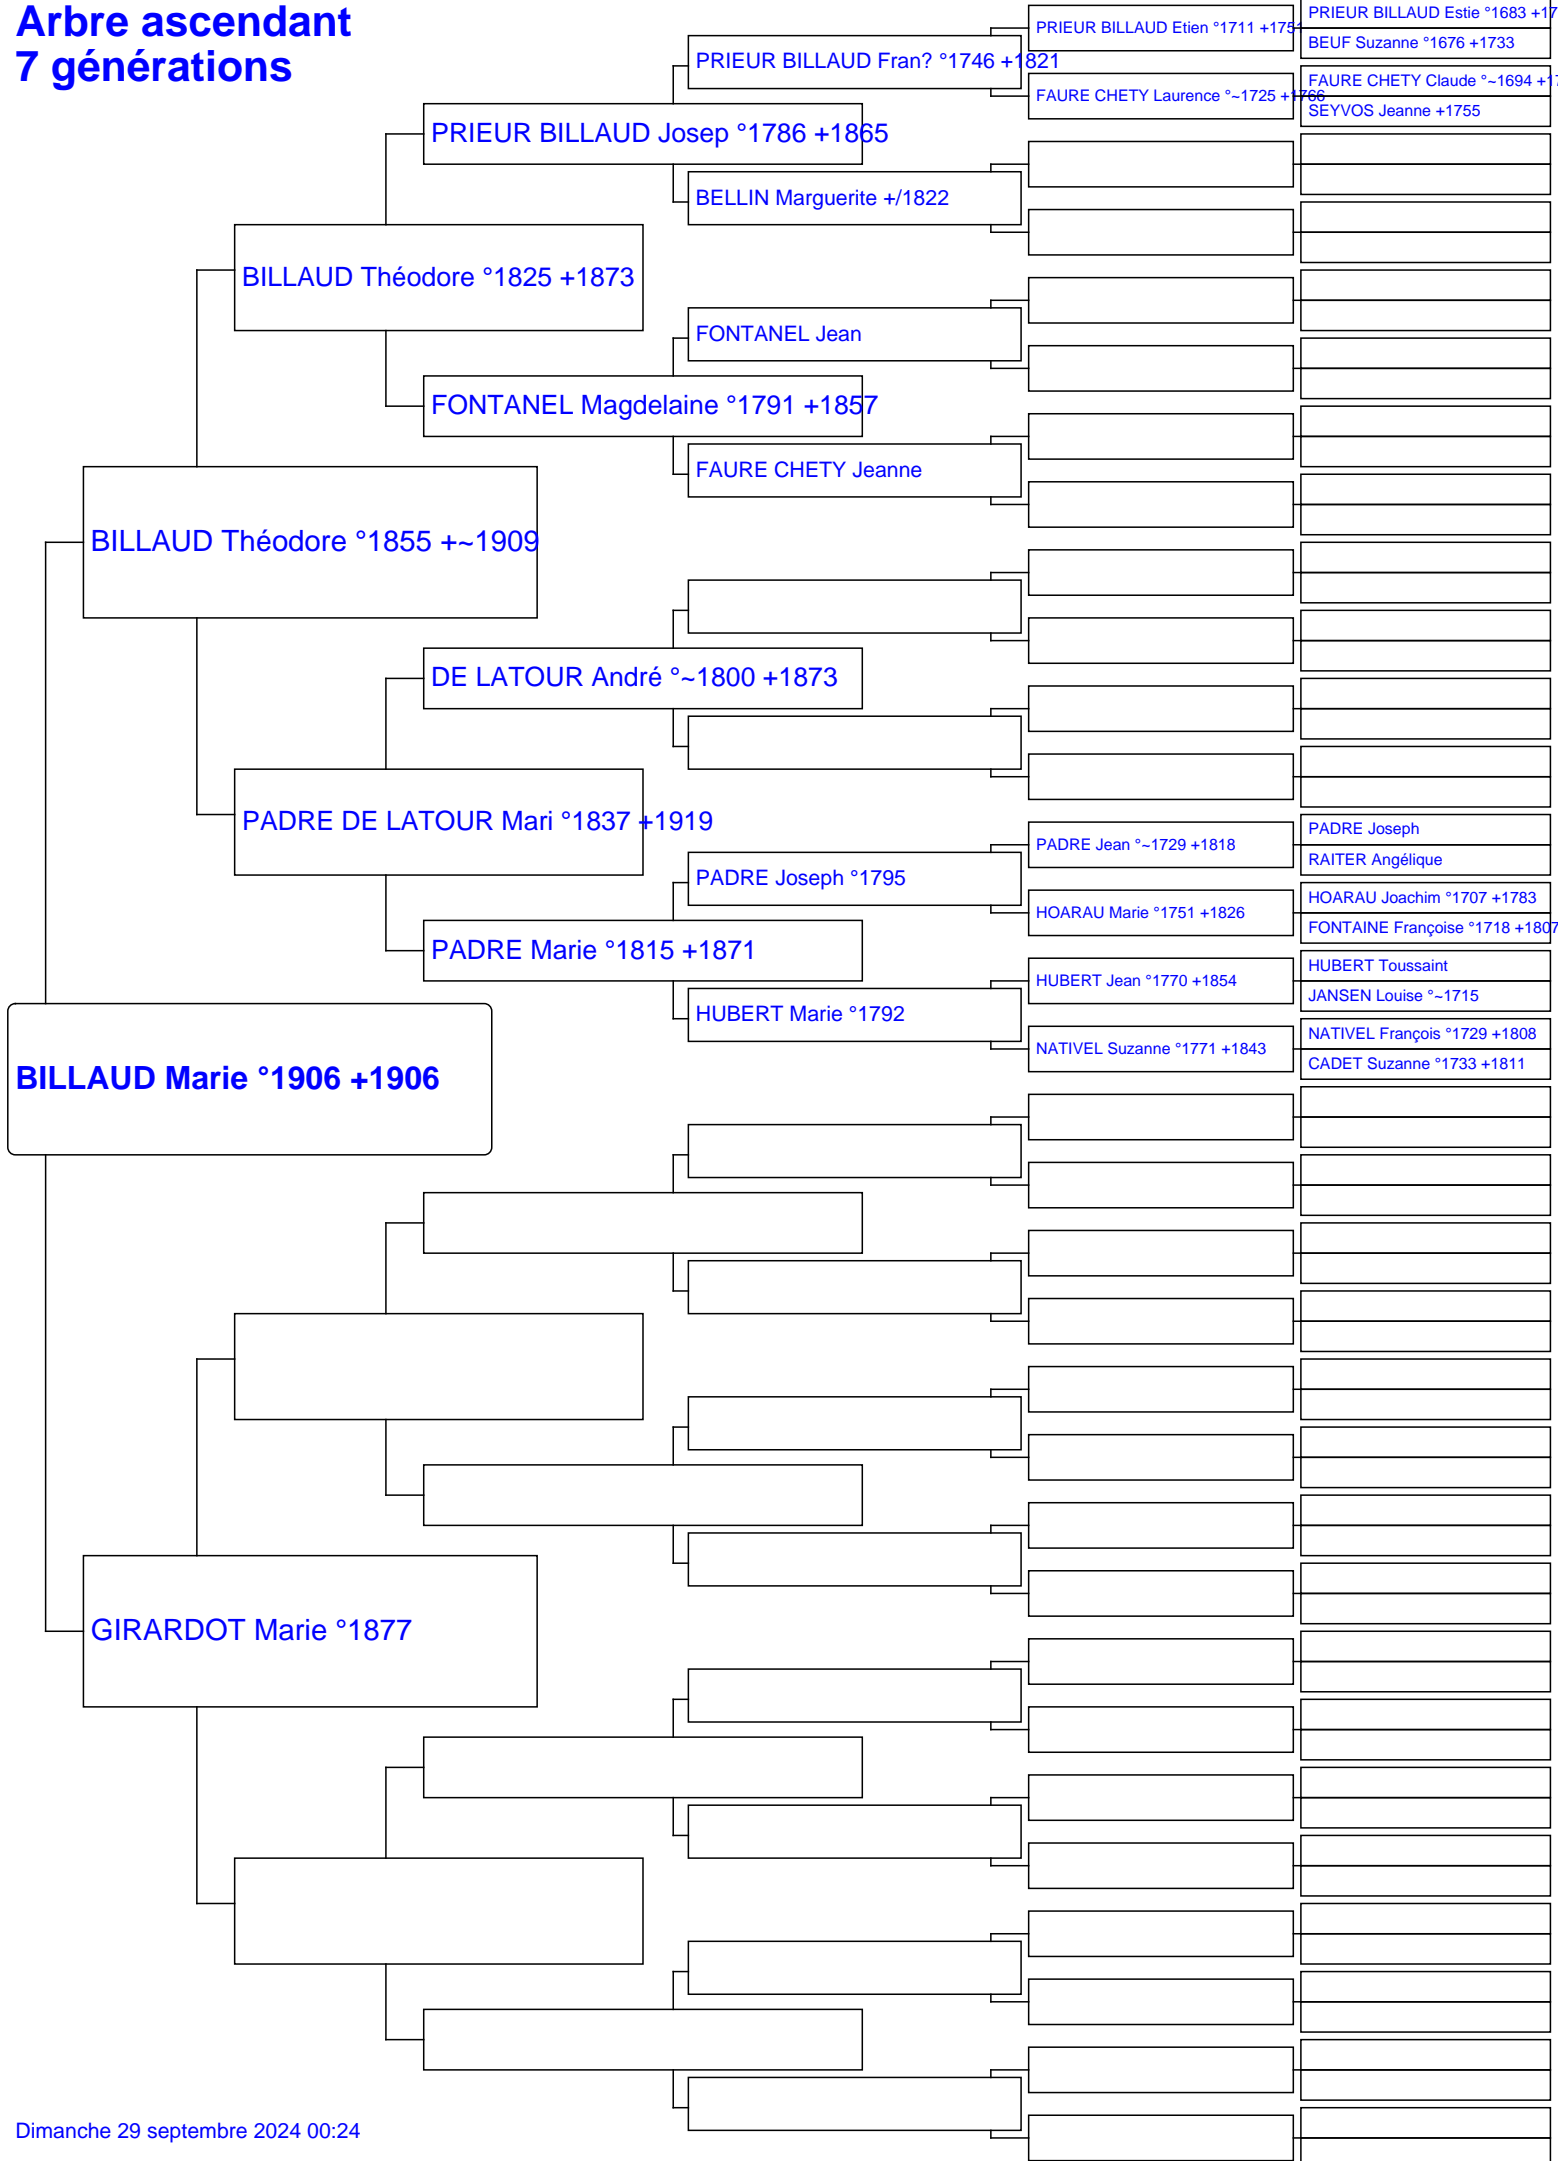 Arbre ascendant
7 générations
PRIEUR BILLAUD Estie °1683 +17
PRIEUR BILLAUD Etien °1711 +1751
BEUF Suzanne °1676 +1733
PRIEUR BILLAUD Fran? °1746 +1821
FAURE CHETY Claude °~1694 +1
FAURE CHETY Laurence °~1725 +1766
SEYVOS Jeanne +1755
PRIEUR BILLAUD Josep °1786 +1865
BELLIN Marguerite +/1822
BILLAUD Théodore °1825 +1873
FONTANEL Jean
FONTANEL Magdelaine °1791 +1857
FAURE CHETY Jeanne
BILLAUD Théodore °1855 +~1909
DE LATOUR André °~1800 +1873
PADRE DE LATOUR Mari °1837 +1919
PADRE Joseph
PADRE Jean °~1729 +1818
RAITER Angélique
PADRE Joseph °1795
HOARAU Joachim °1707 +1783
HOARAU Marie °1751 +1826
FONTAINE Françoise °1718 +1807
PADRE Marie °1815 +1871
HUBERT Toussaint
HUBERT Jean °1770 +1854
JANSEN Louise °~1715
HUBERT Marie °1792
NATIVEL François °1729 +1808
NATIVEL Suzanne °1771 +1843
CADET Suzanne °1733 +1811
BILLAUD Marie °1906 +1906
GIRARDOT Marie °1877
Dimanche 29 septembre 2024 00:24